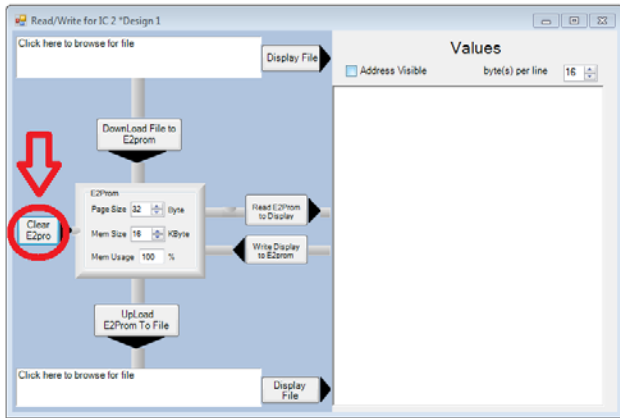 Read/Write for IC 2 *Design 1
Click here to browse for file
Display File
Values
Address Visible
byte(s) per line
16
DownLoad File to
E2prom
E2Prom
Page Size 32 Byte
Mem Size 16 KByte
Mem Usage 100 %
Clear
E2pro
Read E2Prom
to Display
Write Display
to E2prom
UpLoad
E2Prom To File
Click here to browse for file
Display
File